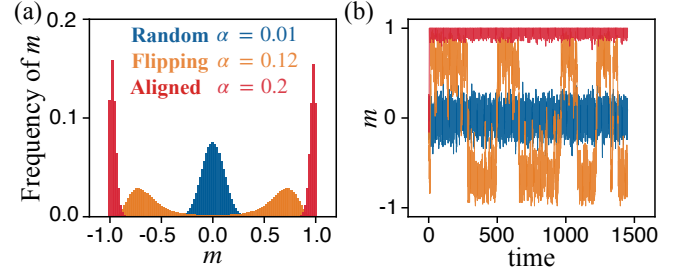 (a)
Frequency of m
0.2
0.1
0.0
Random α = 0.01
Flipping α = 0.12
Aligned α = 0.2
-1.0 -0.5 0.0 0.5 1.0
m
(b)
m
1
0
-1
0 500 1000 1500
time